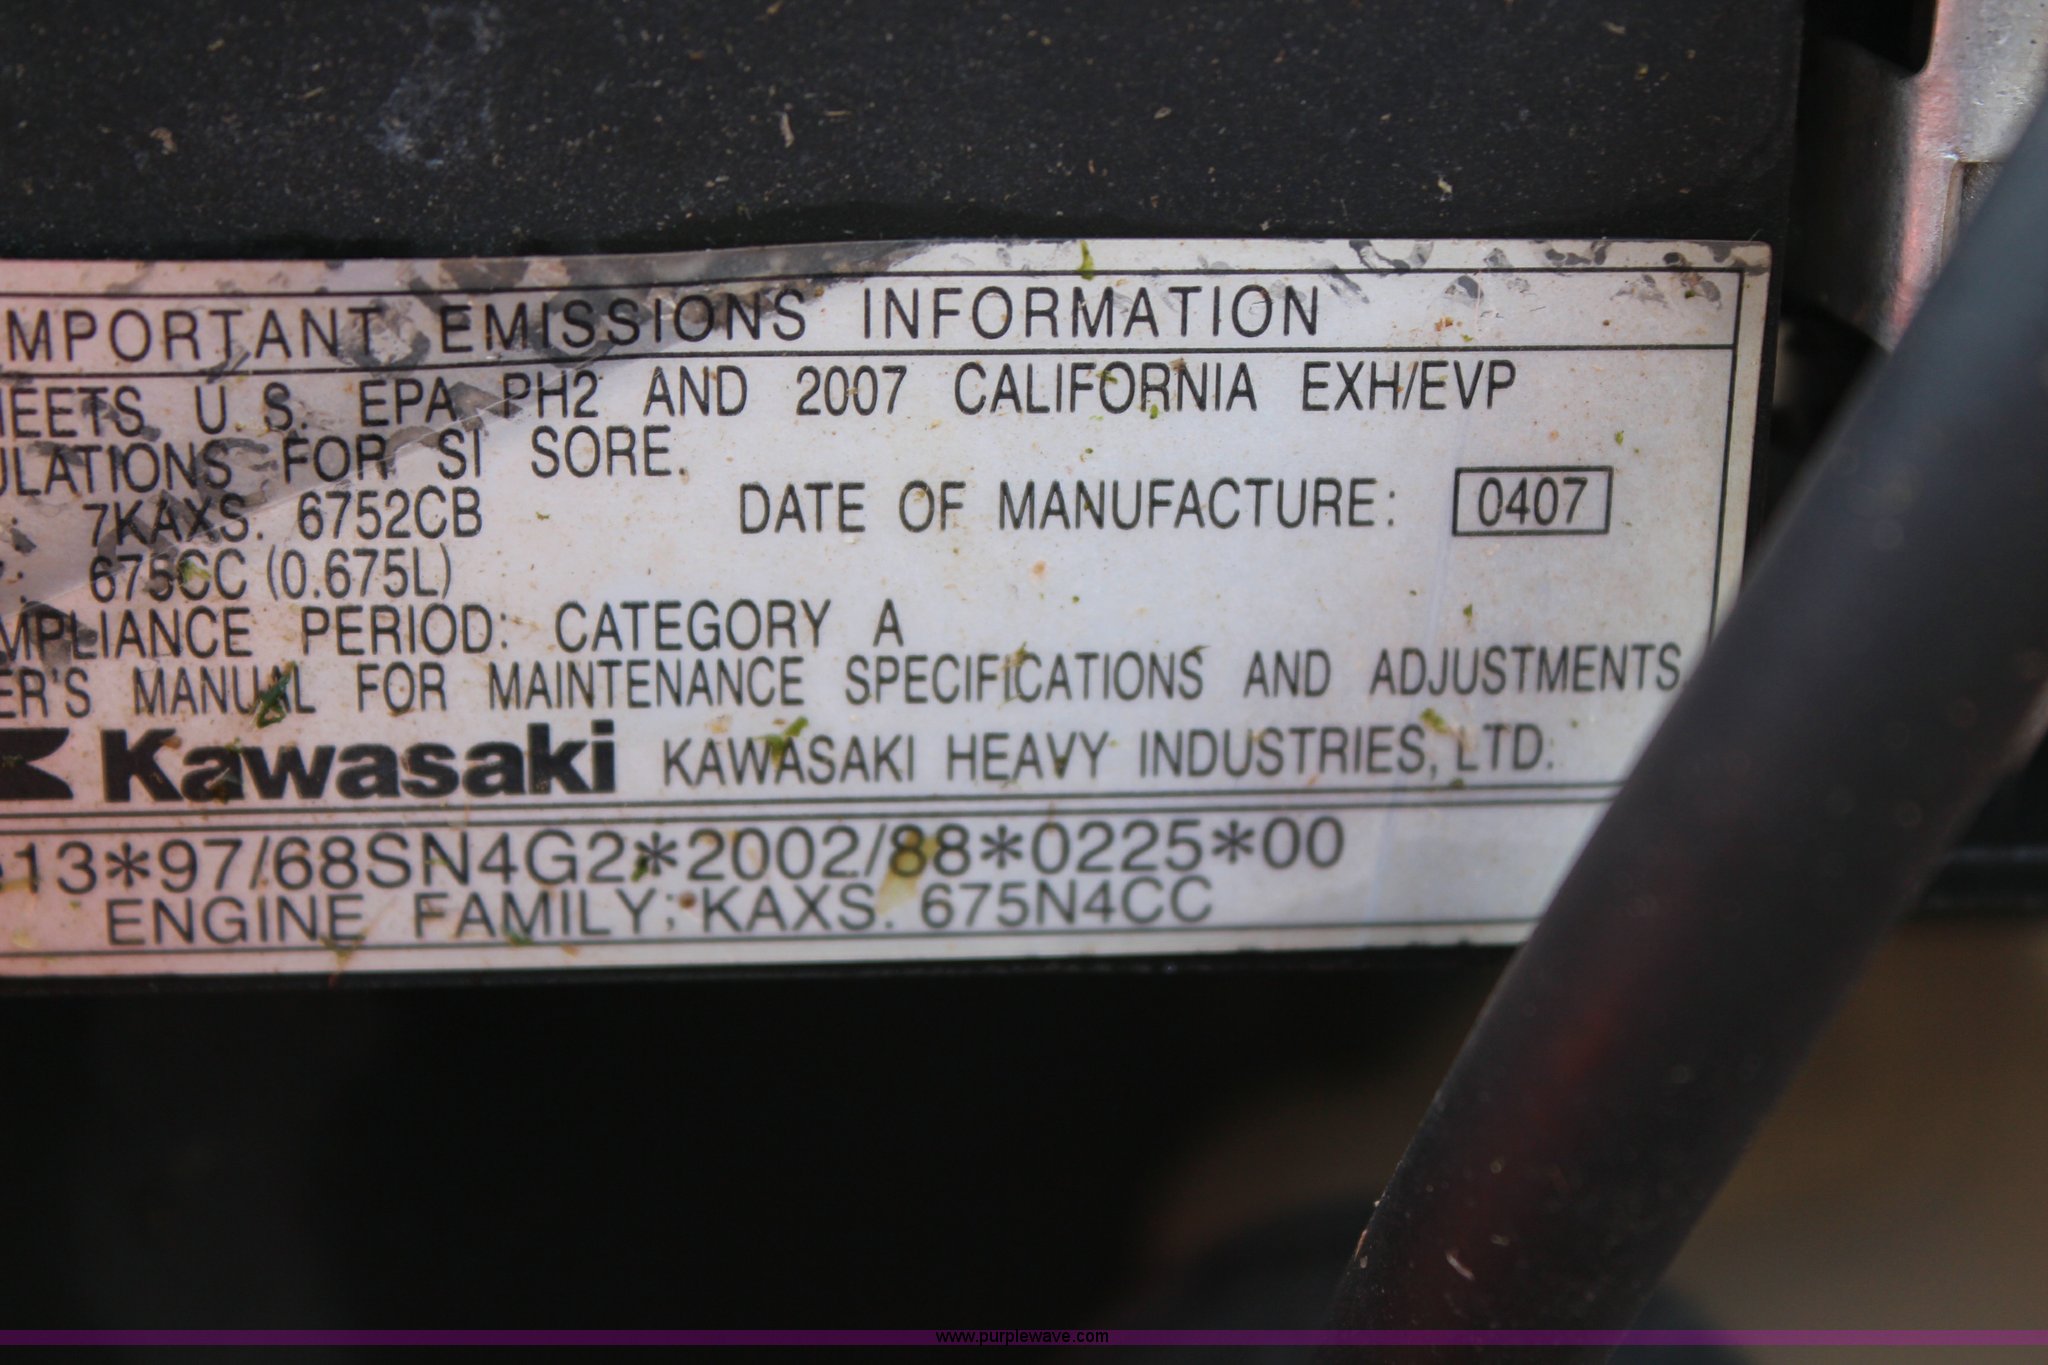 MPORTANT EMISSIONS INFORMATION
EETS U.S. EPA PH2 AND 2007 CALIFORNIA EXH/EVP
ULATIONS FOR SI SORE.
: 7KAXS. 6752CB DATE OF MANUFACTURE: 0407
: 675CC (0.675L)
MPLIANCE PERIOD: CATEGORY A
ER'S MANUAL FOR MAINTENANCE SPECIFICATIONS AND ADJUSTMENTS
Kawasaki KAWASAKI HEAVY INDUSTRIES, LTD.
13*97/68SN4G2*2002/88*0225*00
ENGINE FAMILY: KAXS. 675N4CC
www.purplewave.com